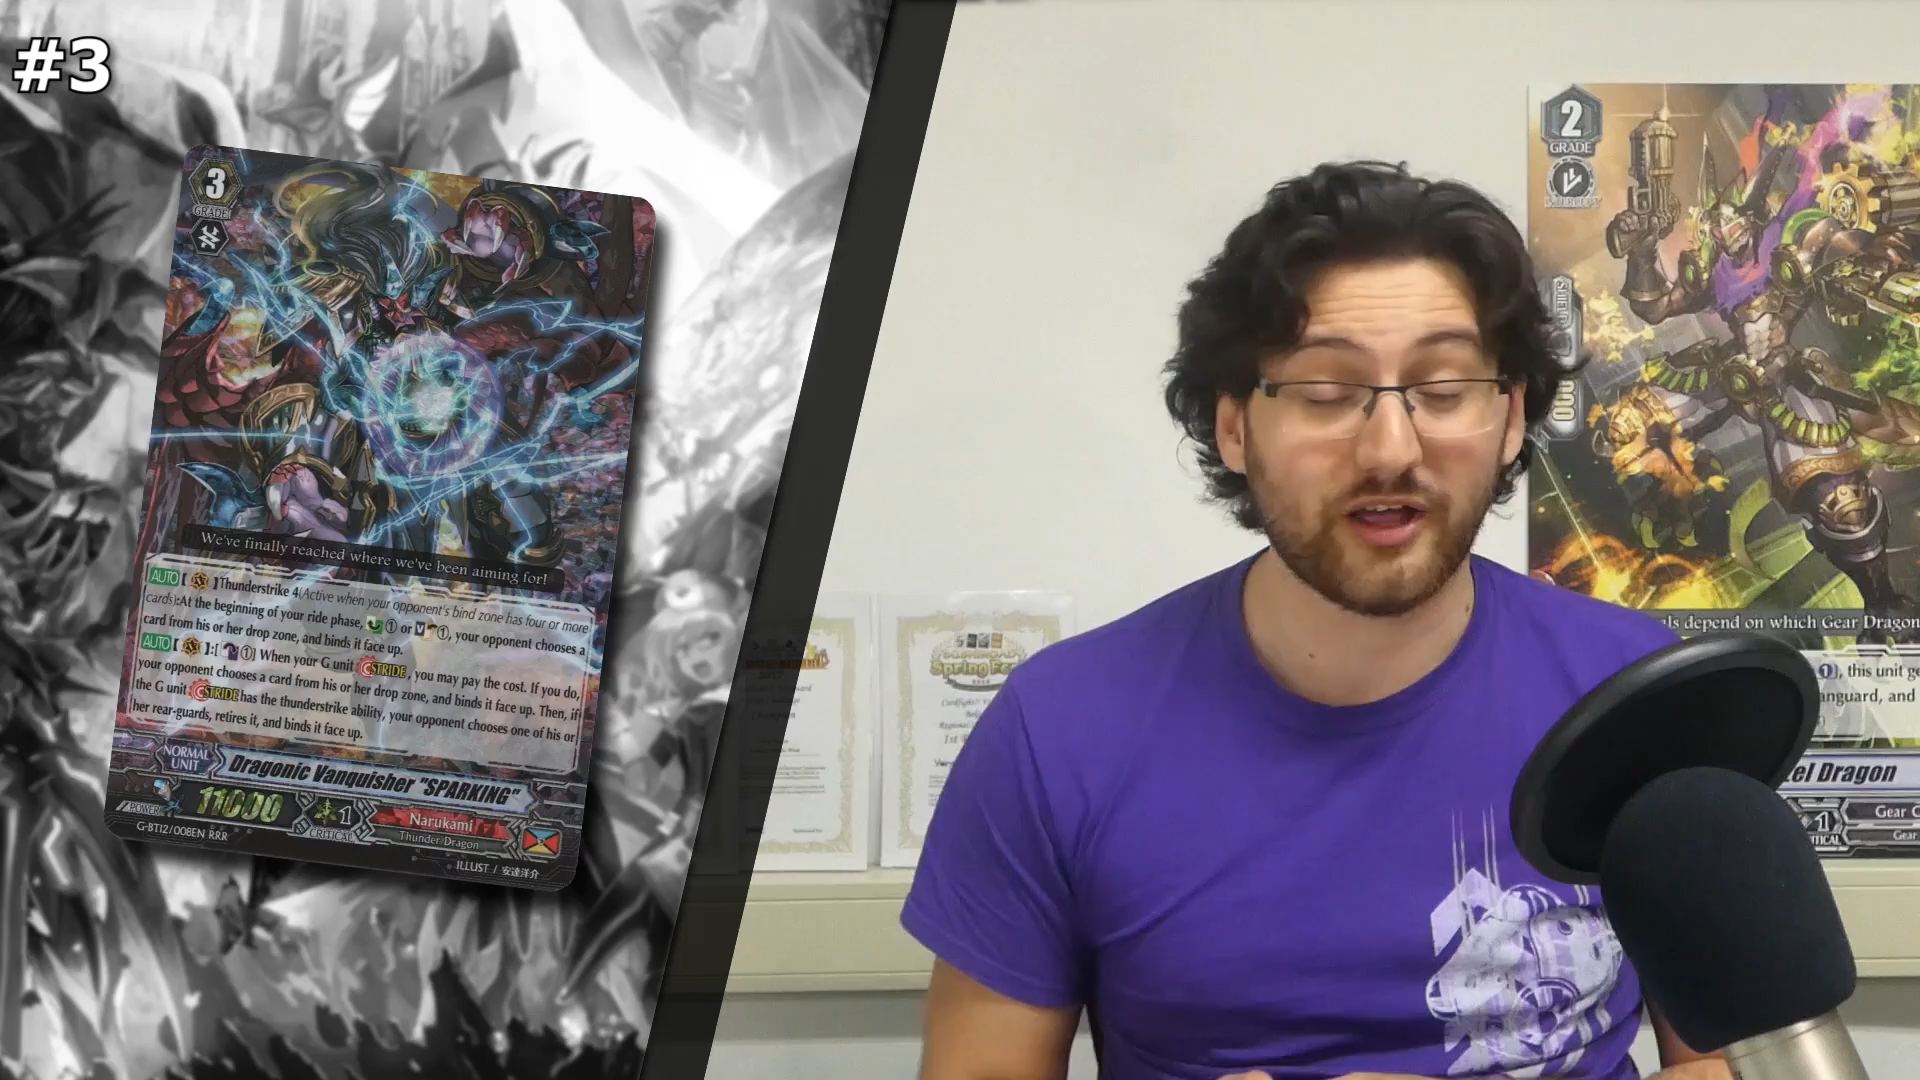 #3
3
GRADE
We've finally reached where we've been aiming for!
AUTO【 】Thunderstrike 4(Active when your opponent's bind zone has four or more
cards):At the beginning of your ride phase, ① or ①, your opponent chooses a
card from his or her drop zone, and binds it face up.
AUTO【 】:[ ①] When your G unit STRIDE, you may pay the cost. If you do,
your opponent chooses a card from his or her drop zone, and binds it face up. Then, if
the G unit STRIDE has the thunderstrike ability, your opponent chooses one of his or
her rear-guards, retires it, and binds it face up.
NORMAL
UNIT
Dragonic Vanquisher "SPARKING"
POWER
11000
1
CRITICAL
Narukami
Thunder Dragon
G-BT12/008EN RRR
ILLUST / 安達洋介
2
GRADE
INTERCEPT
Spring Fe
als depend on which Gear Dragon
①], this unit ge
anguard, and
el Dragon
1
TICAL
Gear C
Gear